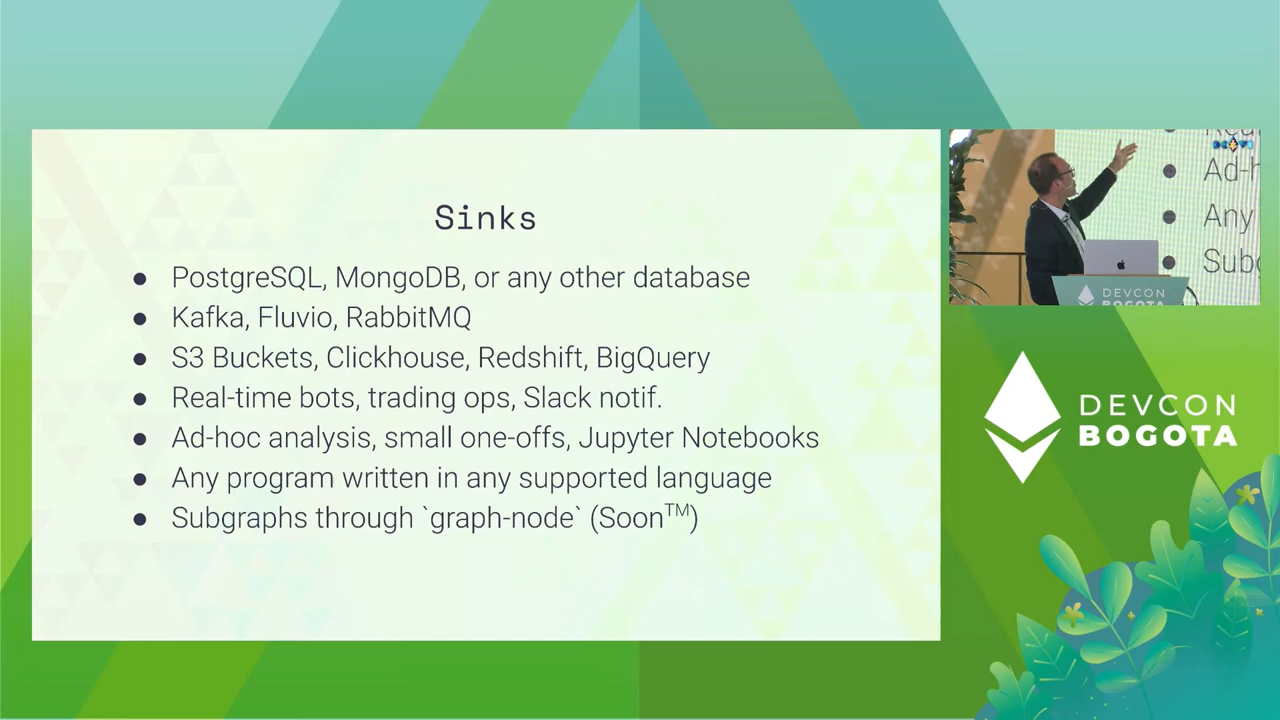 Sinks
● PostgreSQL, MongoDB, or any other database
● Kafka, Fluvio, RabbitMQ
● S3 Buckets, Clickhouse, Redshift, BigQuery
● Real-time bots, trading ops, Slack notif.
● Ad-hoc analysis, small one-offs, Jupyter Notebooks
● Any program written in any supported language
● Subgraphs through `graph-node` (Soon™)
● Ad-h
● Any
● Subg
DEVCON
BOGOTA
DEVCON
BOGOTA